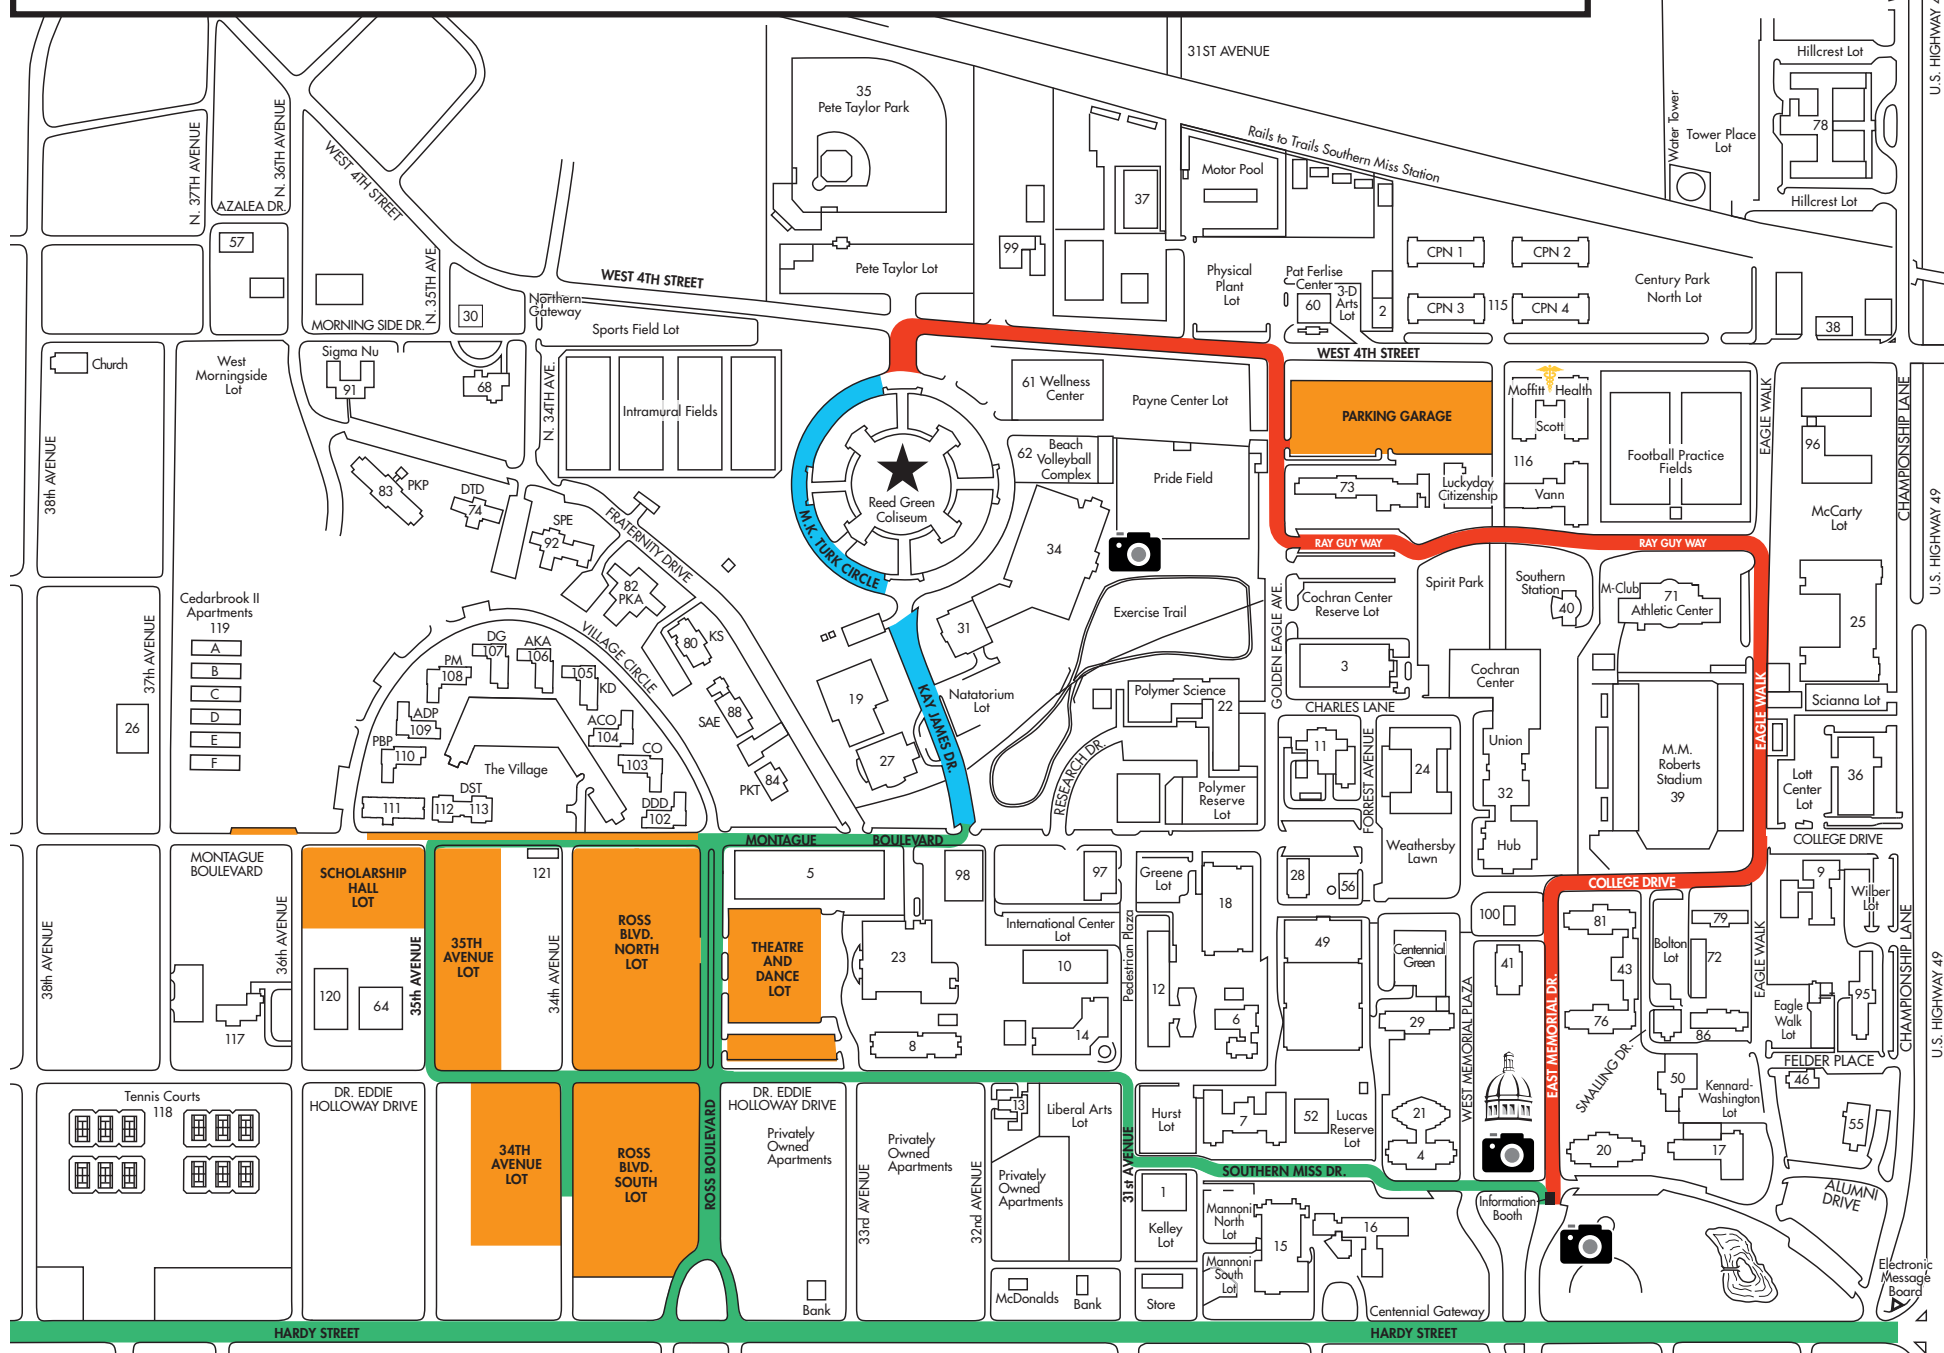 31ST AVENUE
U.S. HIGHWAY 4
Hillcrest Lot
35
Pete Taylor Park
78
Water Tower
Tower Place
Lot
Rails to Trails Southern Miss Station
N. 37TH AVENUE
N. 36TH AVENUE
WEST 4TH STREET
AZALEA DR.
Motor Pool
37
Hillcrest Lot
57
99
CPN 1
CPN 2
Pete Taylor Lot
WEST 4TH STREET
Physical
Plant
Lot
Pat Ferlise
Center
60
3-D
Arts
Lot
2
CPN 3
115
CPN 4
Century Park
North Lot
38
N. 35TH AVE
30
MORNING SIDE DR.
Northern
Gateway
Sports Field Lot
Church
West
Morningside
Lot
Sigma Nu
91
68
N. 34TH AVE.
Intramural Fields
WEST 4TH STREET
61 Wellness
Center
Payne Center Lot
PARKING GARAGE
Moffitt
Health
Scott
EAGLE WALK
CHAMPIONSHIP LANE
96
38th AVENUE
62
Beach
Volleyball
Complex
Pride Field
Football Practice
Fields
116
Vann
73
Luckyday
Citizenship
McCarty
Lot
U.S. HIGHWAY 49
83
PKP
DTD
74
SPE
92
FRATERNITY DRIVE
Reed Green
Coliseum
M.K. TURK CIRCLE
34
RAY GUY WAY
RAY GUY WAY
82
PKA
Spirit Park
Southern
Station
40
M-Club
71
Athletic Center
Cedarbrook II
Apartments
119
A
B
C
D
E
F
37th AVENUE
26
Exercise Trail
Cochran Center
Reserve Lot
GOLDEN EAGLE AVE.
25
31
80
KS
VILLAGE CIRCLE
DG
107
AKA
106
PM
108
105
KD
3
Cochran
Center
EAGLE WALK
Scianna Lot
19
KAY JAMES DR.
Natatorium
Lot
Polymer Science
22
CHARLES LANE
ADP
109
PBP
110
ACO
104
SAE
88
CO
103
The Village
27
RESEARCH DR.
11
FORREST AVENUE
24
Union
32
M.M.
Roberts
Stadium
39
Lott
Center
Lot
36
84
PKT
DST
111
112
113
DDD
102
Polymer
Reserve
Lot
MONTAGUE
BOULEVARD
Weathersby
Lawn
Hub
COLLEGE DRIVE
MONTAGUE
BOULEVARD
SCHOLARSHIP
HALL
LOT
121
5
98
97
Greene
Lot
28
56
COLLEGE DRIVE
9
Wilber
Lot
38th AVENUE
36th AVENUE
35th AVENUE
35TH
AVENUE
LOT
34th AVENUE
ROSS
BLVD.
NORTH
LOT
THEATRE
AND
DANCE
LOT
23
International Center
Lot
10
Pedestrian Plaza
18
49
Centennial
Green
100
81
79
41
Bolton
Lot
72
43
EAGLE WALK
CHAMPIONSHIP LANE
U.S. HIGHWAY 49
120
64
117
12
6
14
8
29
WEST MEMORIAL PLAZA
EAST MEMORIAL DR.
76
86
Eagle
Walk
Lot
95
FELDER PLACE
SMALLING DR.
Tennis Courts
118
DR. EDDIE
HOLLOWAY DRIVE
34TH
AVENUE
LOT
ROSS
BLVD.
SOUTH
LOT
ROSS BOULEVARD
DR. EDDIE
HOLLOWAY DRIVE
Privately
Owned
Apartments
Privately
Owned
Apartments
13
Liberal Arts
Lot
Hurst
Lot
7
52
Lucas
Reserve
Lot
21
4
50
Kennard-
Washington
Lot
46
55
31st AVENUE
SOUTHERN MISS DR.
20
17
33rd AVENUE
32nd AVENUE
Privately
Owned
Apartments
1
Kelley
Lot
Mannoni
North
Lot
Mannoni
South
Lot
15
16
Information
Booth
ALUMNI
DRIVE
Bank
McDonalds
Bank
Store
Centennial Gateway
Electronic
Message
Board
HARDY STREET
HARDY STREET